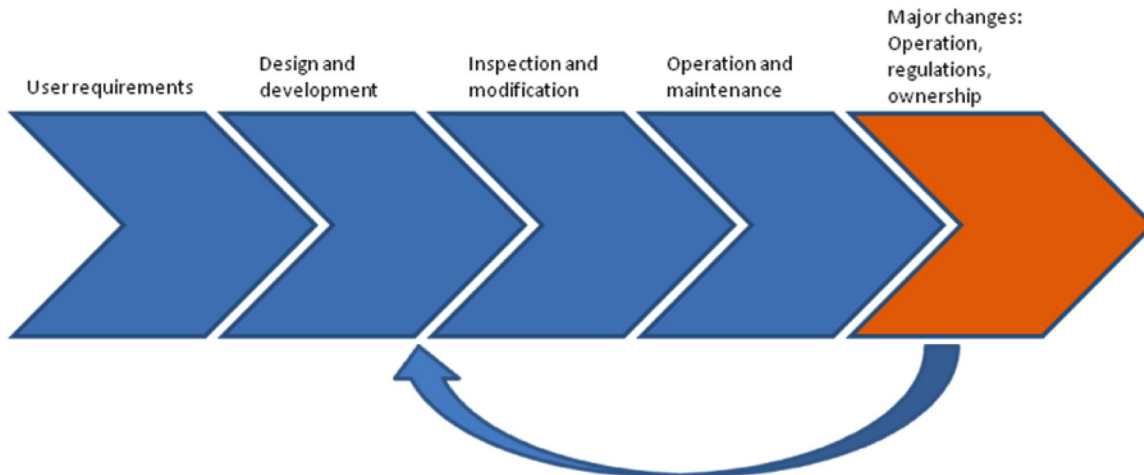 User requirements
Design and
development
Inspection and
modification
Operation and
maintenance
Major changes:
Operation,
regulations,
ownership